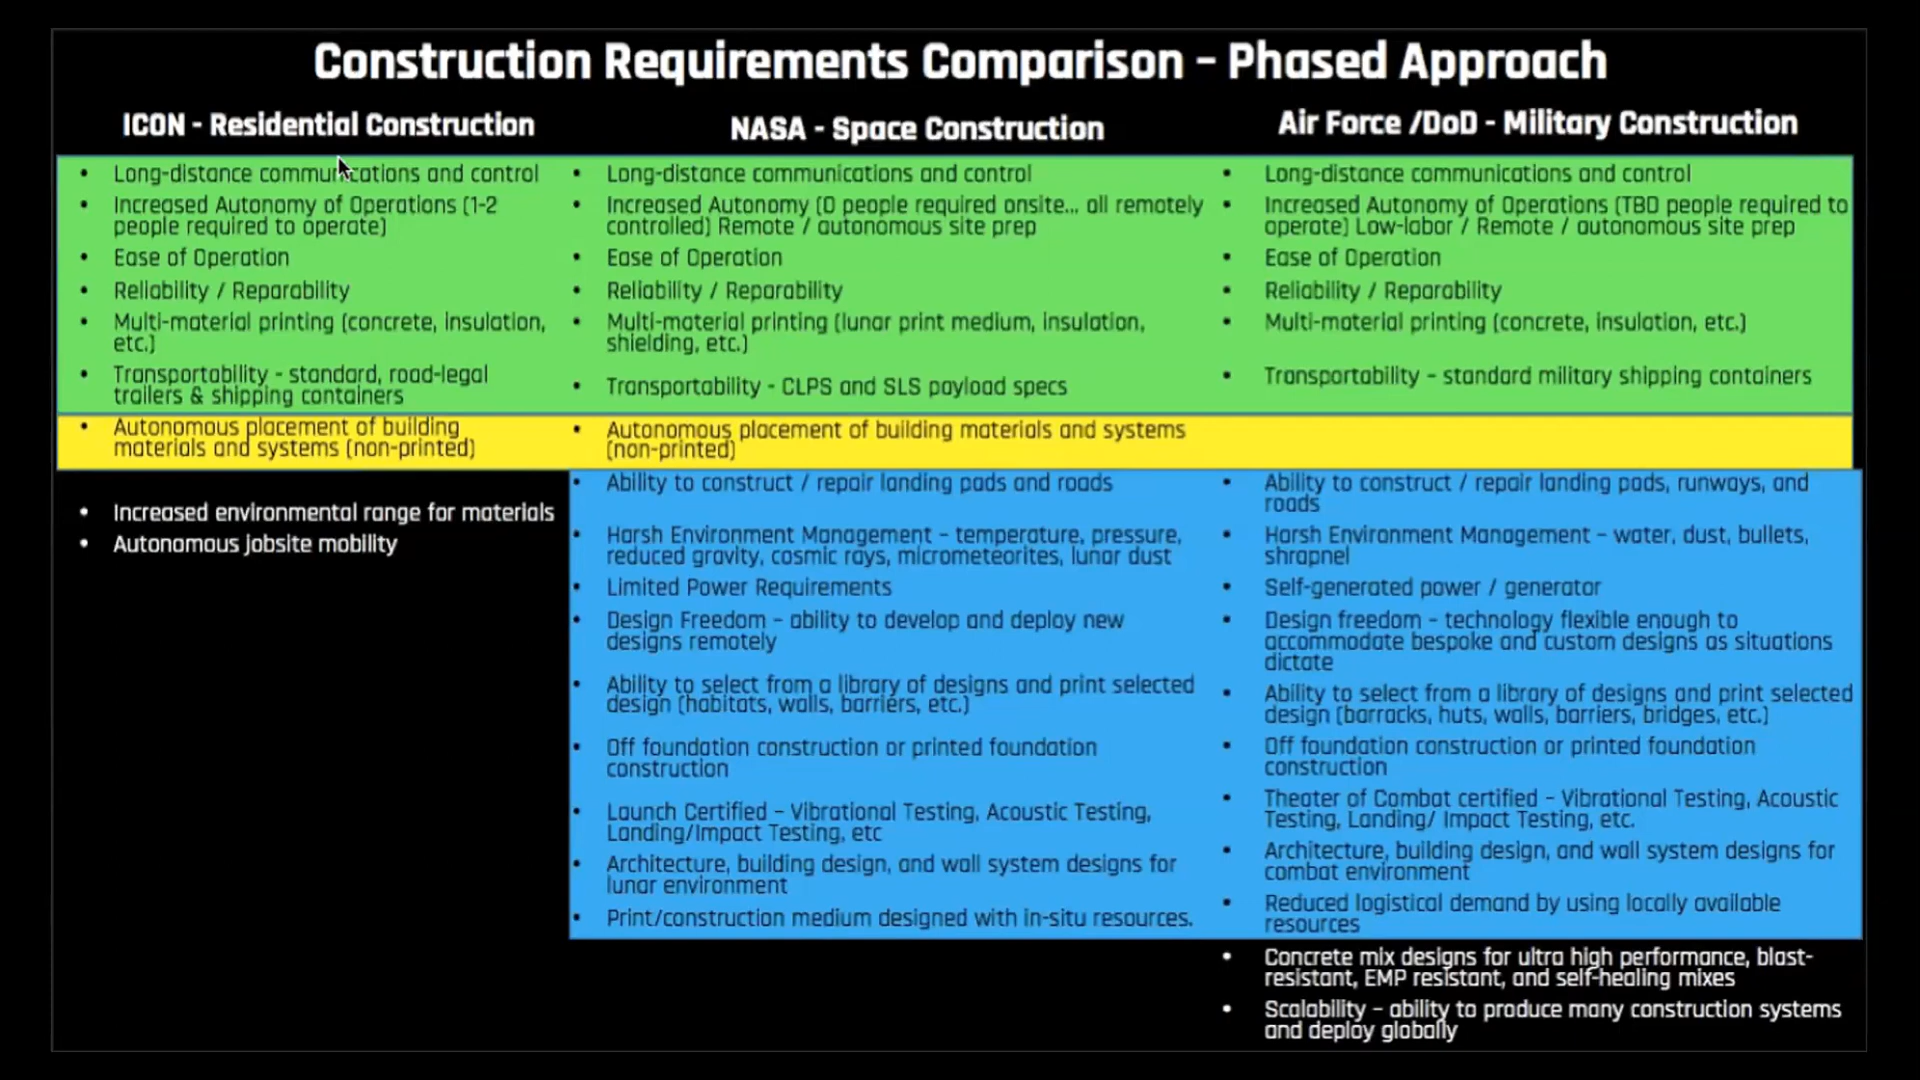 Construction Requirements Comparison – Phased Approach
ICON - Residential Construction
• Long-distance communications and control
• Increased Autonomy of Operations (1-2
people required to operate)
• Ease of Operation
• Reliability / Reparability
• Multi-material printing (concrete, insulation,
etc.)
• Transportability - standard, road-legal
trailers & shipping containers
• Autonomous placement of building
materials and systems (non-printed)
• Increased environmental range for materials
• Autonomous jobsite mobility
NASA - Space Construction
• Long-distance communications and control
• Increased Autonomy (0 people required onsite... all remotely
controlled) Remote / autonomous site prep
• Ease of Operation
• Reliability / Reparability
• Multi-material printing (lunar print medium, insulation,
shielding, etc.)
• Transportability - CLPS and SLS payload specs
• Autonomous placement of building materials and systems
(non-printed)
• Ability to construct / repair landing pads and roads
• Harsh Environment Management – temperature, pressure,
reduced gravity, cosmic rays, micrometeorites, lunar dust
• Limited Power Requirements
• Design Freedom – ability to develop and deploy new
designs remotely
• Ability to select from a library of designs and print selected
design (habitats, walls, barriers, etc.)
• Off foundation construction or printed foundation
construction
• Launch Certified – Vibrational Testing, Acoustic Testing,
Landing/Impact Testing, etc
• Architecture, building design, and wall system designs for
lunar environment
• Print/construction medium designed with in-situ resources.
Air Force /DoD - Military Construction
• Long-distance communications and control
• Increased Autonomy of Operations (TBD people required to
operate) Low-labor / Remote / autonomous site prep
• Ease of Operation
• Reliability / Reparability
• Multi-material printing (concrete, insulation, etc.)
• Transportability – standard military shipping containers
• Ability to construct / repair landing pads, runways, and
roads
• Harsh Environment Management – water, dust, bullets,
shrapnel
• Self-generated power / generator
• Design freedom – technology flexible enough to
accommodate bespoke and custom designs as situations
dictate
• Ability to select from a library of designs and print selected
design (barracks, huts, walls, barriers, bridges, etc.)
• Off foundation construction or printed foundation
construction
• Theater of Combat certified – Vibrational Testing, Acoustic
Testing, Landing/ Impact Testing, etc.
• Architecture, building design, and wall system designs for
combat environment
• Reduced logistical demand by using locally available
resources
• Concrete mix designs for ultra high performance, blast-
resistant, EMP resistant, and self-healing mixes
• Scalability – ability to produce many construction systems
and deploy globally